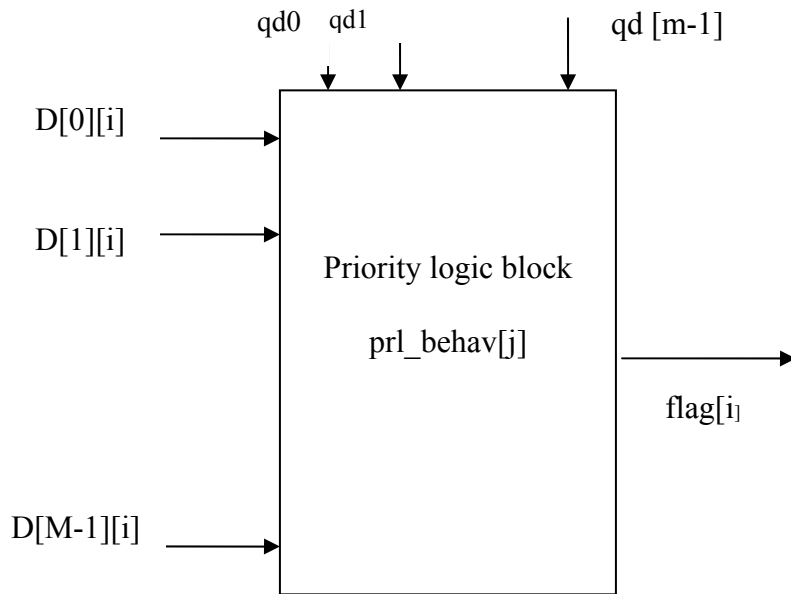 qd0 qd1 qd [m-1]
D[0][i]
D[1][i]
Priority logic block
prl_behav[j]
flag[i]
D[M-1][i]